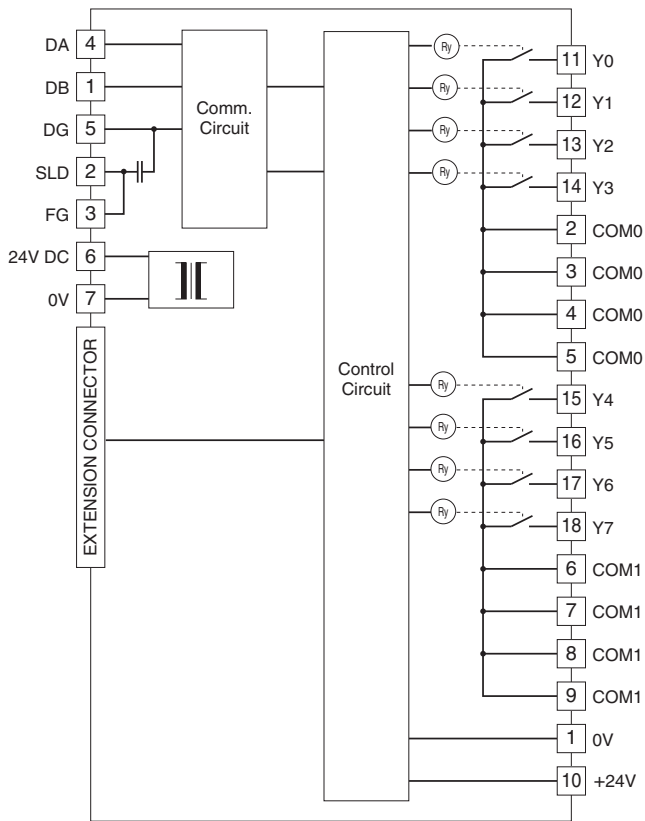 DA 4
DB 1
DG 5
SLD 2
FG 3
24V DC 6
0V 7
EXTENSION CONNECTOR
Comm.
Circuit
Control
Circuit
Ry 11 Y0
Ry 12 Y1
Ry 13 Y2
Ry 14 Y3
2 COM0
3 COM0
4 COM0
5 COM0
Ry 15 Y4
Ry 16 Y5
Ry 17 Y6
Ry 18 Y7
6 COM1
7 COM1
8 COM1
9 COM1
1 0V
10 +24V